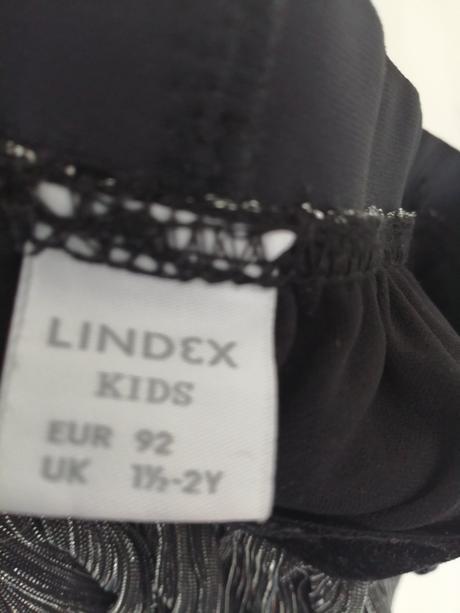 LINDEX
KIDS
EUR 92
UK 1½-2Y